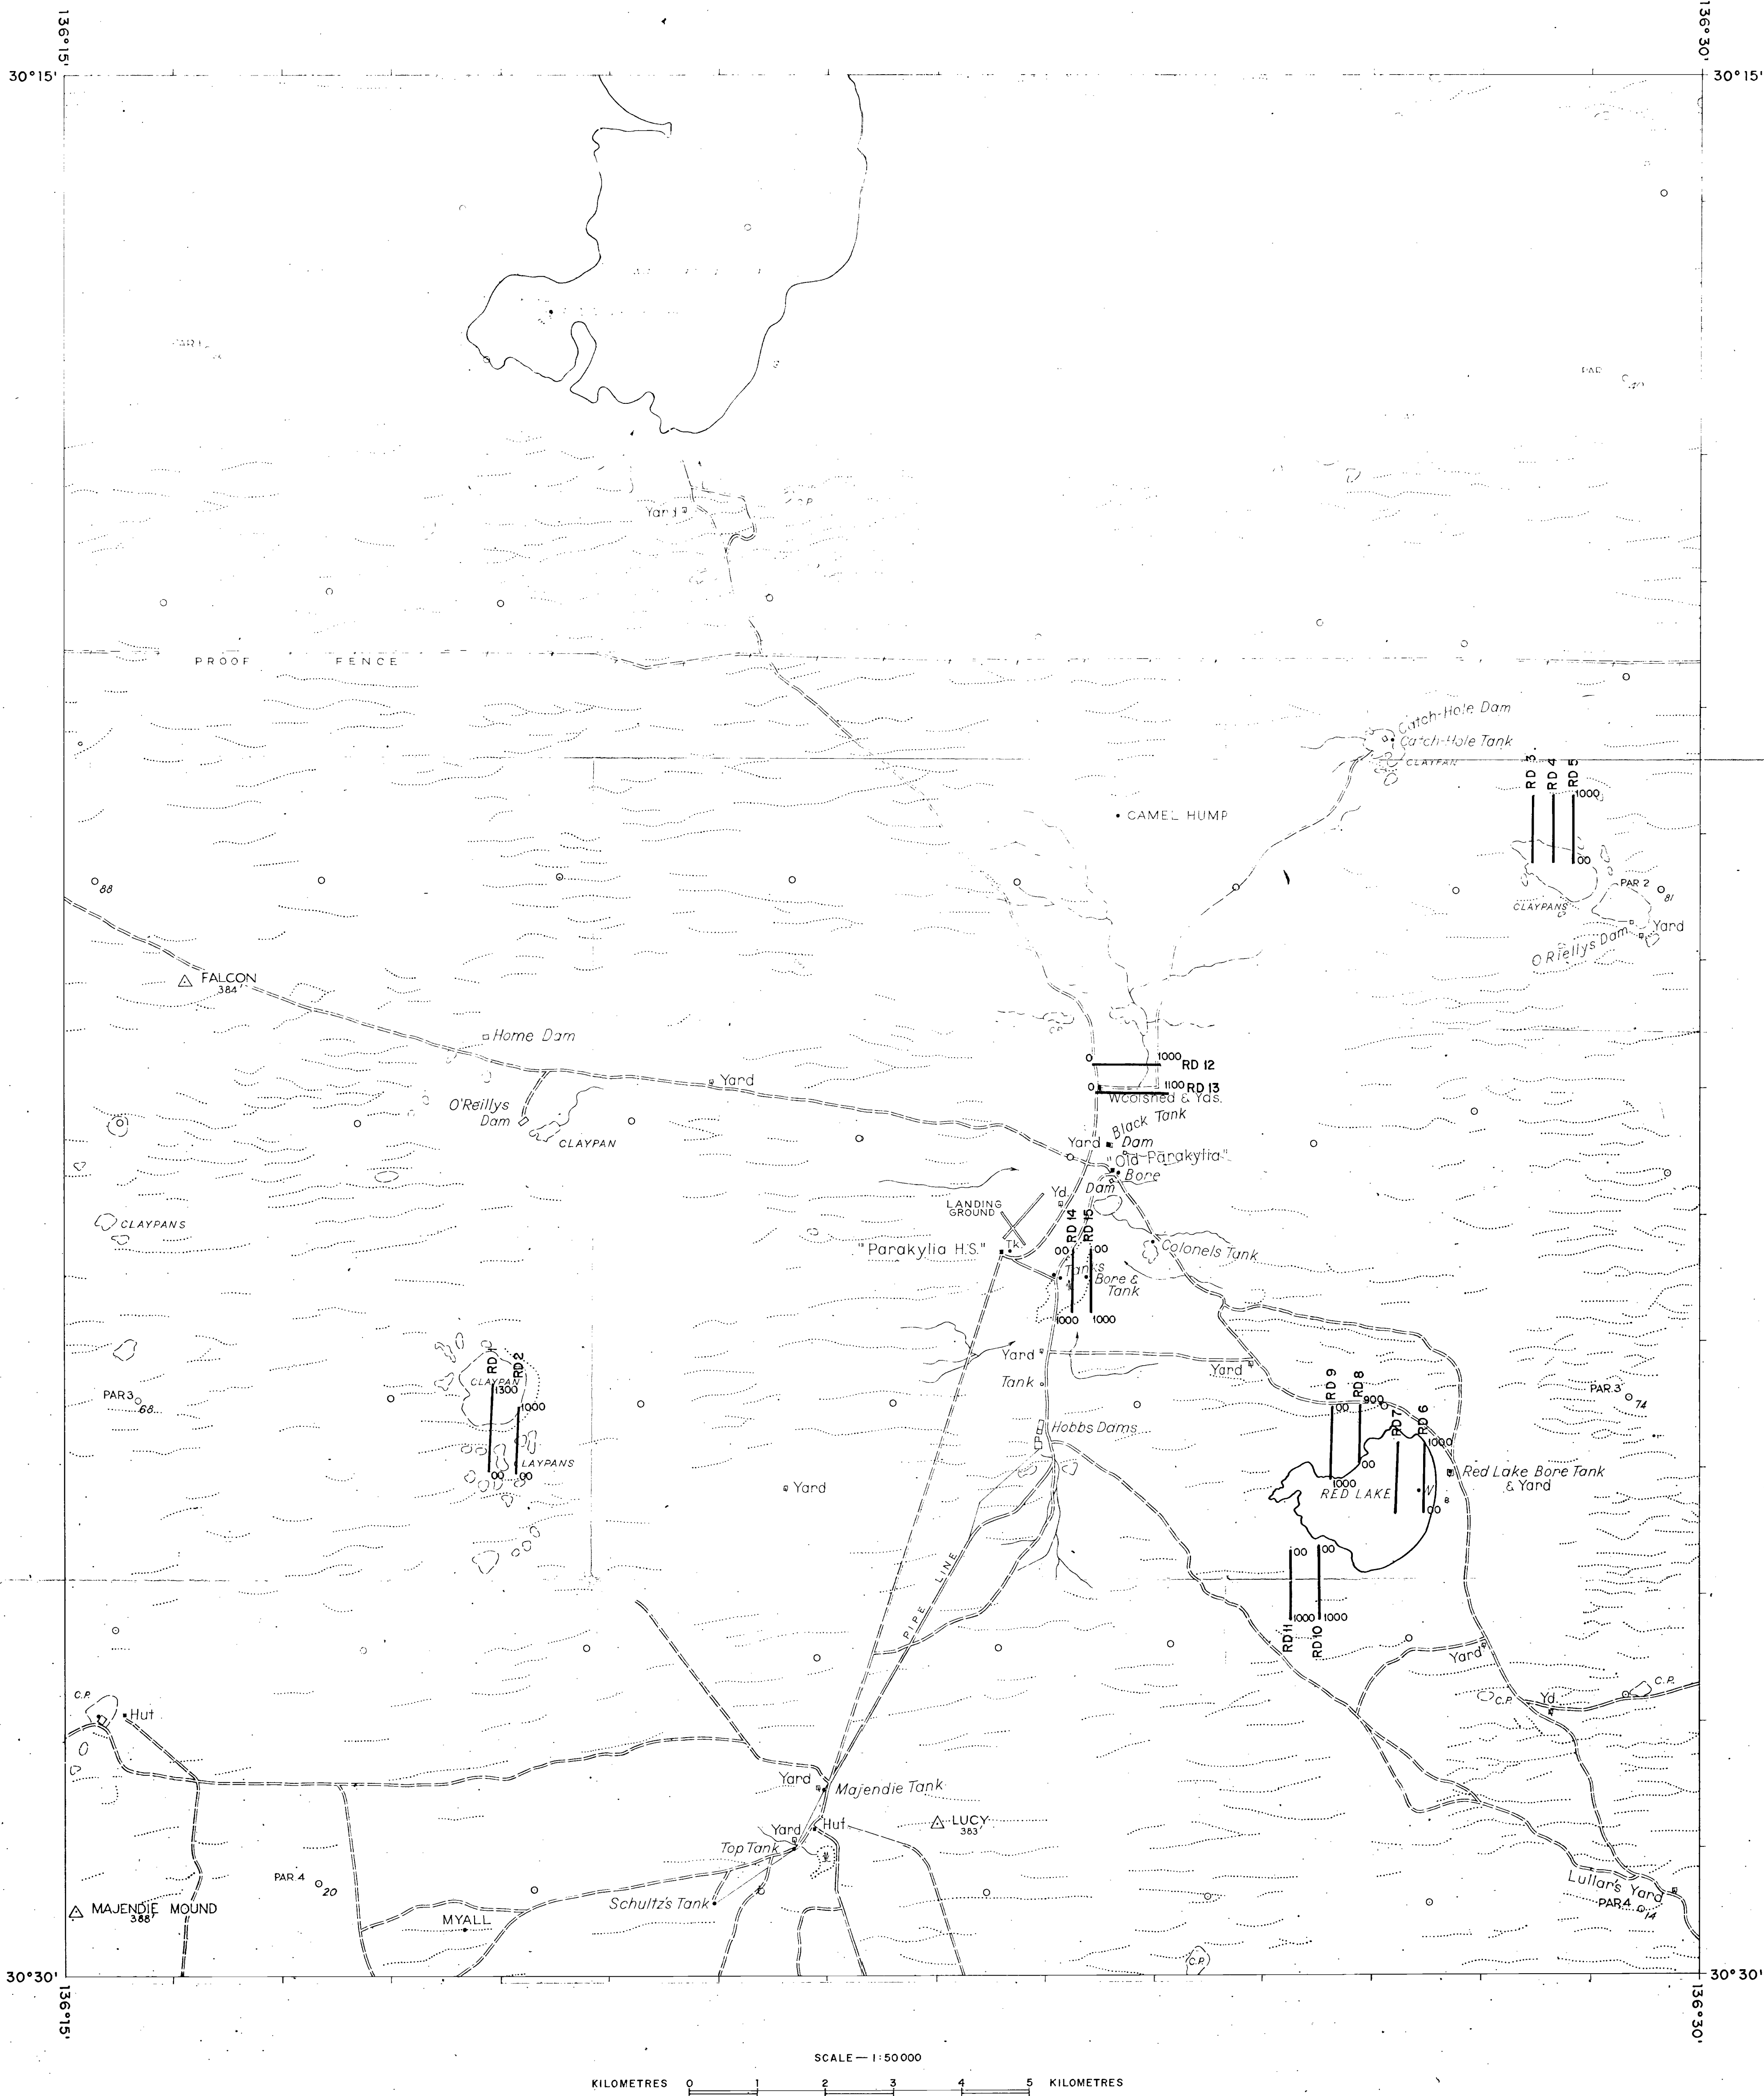 136°15'
136°30'
30°15'
30°15'
Yard
PROOF FENCE
Catch-Hole Dam
Catch-Hole Tank
CLAYPAN
RD 3
RD 4
RD 5
1000
00
CAMEL HUMP
88
PAR 2
81
CLAYPANS
Yard
O'Riellys Dam
FALCON
384
Home Dam
0 1000 RD 12
0 1100 RD 13
Woolshed & Yds.
Yard
O'Reillys
Dam
CLAYPAN
Black Tank
Yard
Dam
"Old Parakylia"
Bore
Dam
Yd.
LANDING
GROUND
CLAYPANS
RD 14
RD 15
00
00
"Parakylia H.S."
Tk.
Colonels Tank
Tanks
Bore &
Tank
1000
1000
Yard
Yard
Tank
RD 1
RD 2
CLAYPAN
1300
1000
PAR 3
68
LAYPANS
00
00
RD 9
RD 8
RD 7
RD 6
00
900
1000
PAR.3
74
Hobbs Dams
Red Lake Bore Tank
& Yard
00
1000
RED LAKE
00
Yard
00
00
1000
1000
RD 11
RD 10
PIPE LINE
Yard
C.P.
Hut
C.P.
Yd.
C.P.
Yard
Majendie Tank
Hut
LUCY
383
Yard
Top Tank
PAR.4
20
Schultz's Tank
MAJENDIE MOUND
388
MYALL
Lullar's Yard
PAR.4
14
C.P.
30°30'
30°30'
136°15'
136°30'
SCALE — 1:50 000
KILOMETRES 0 1 2 3 4 5 KILOMETRES